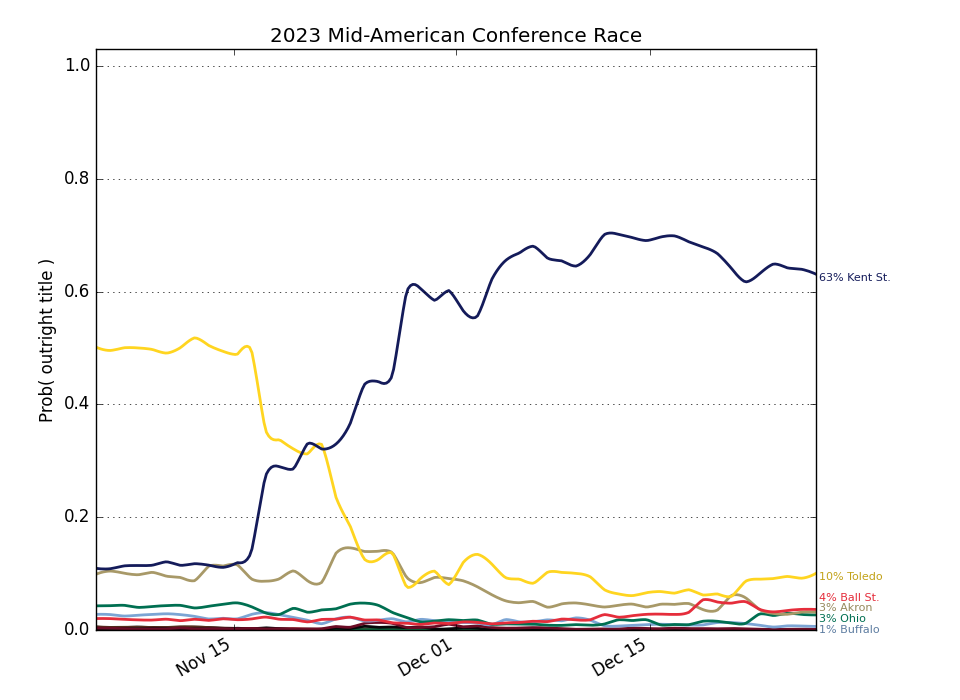 2023 Mid-American Conference Race
1.0
0.8
0.6
0.4
0.2
0.0
Prob( outright title )
Nov 15
Dec 01
Dec 15
63% Kent St.
10% Toledo
4% Ball St.
3% Akron
3% Ohio
1% Buffalo